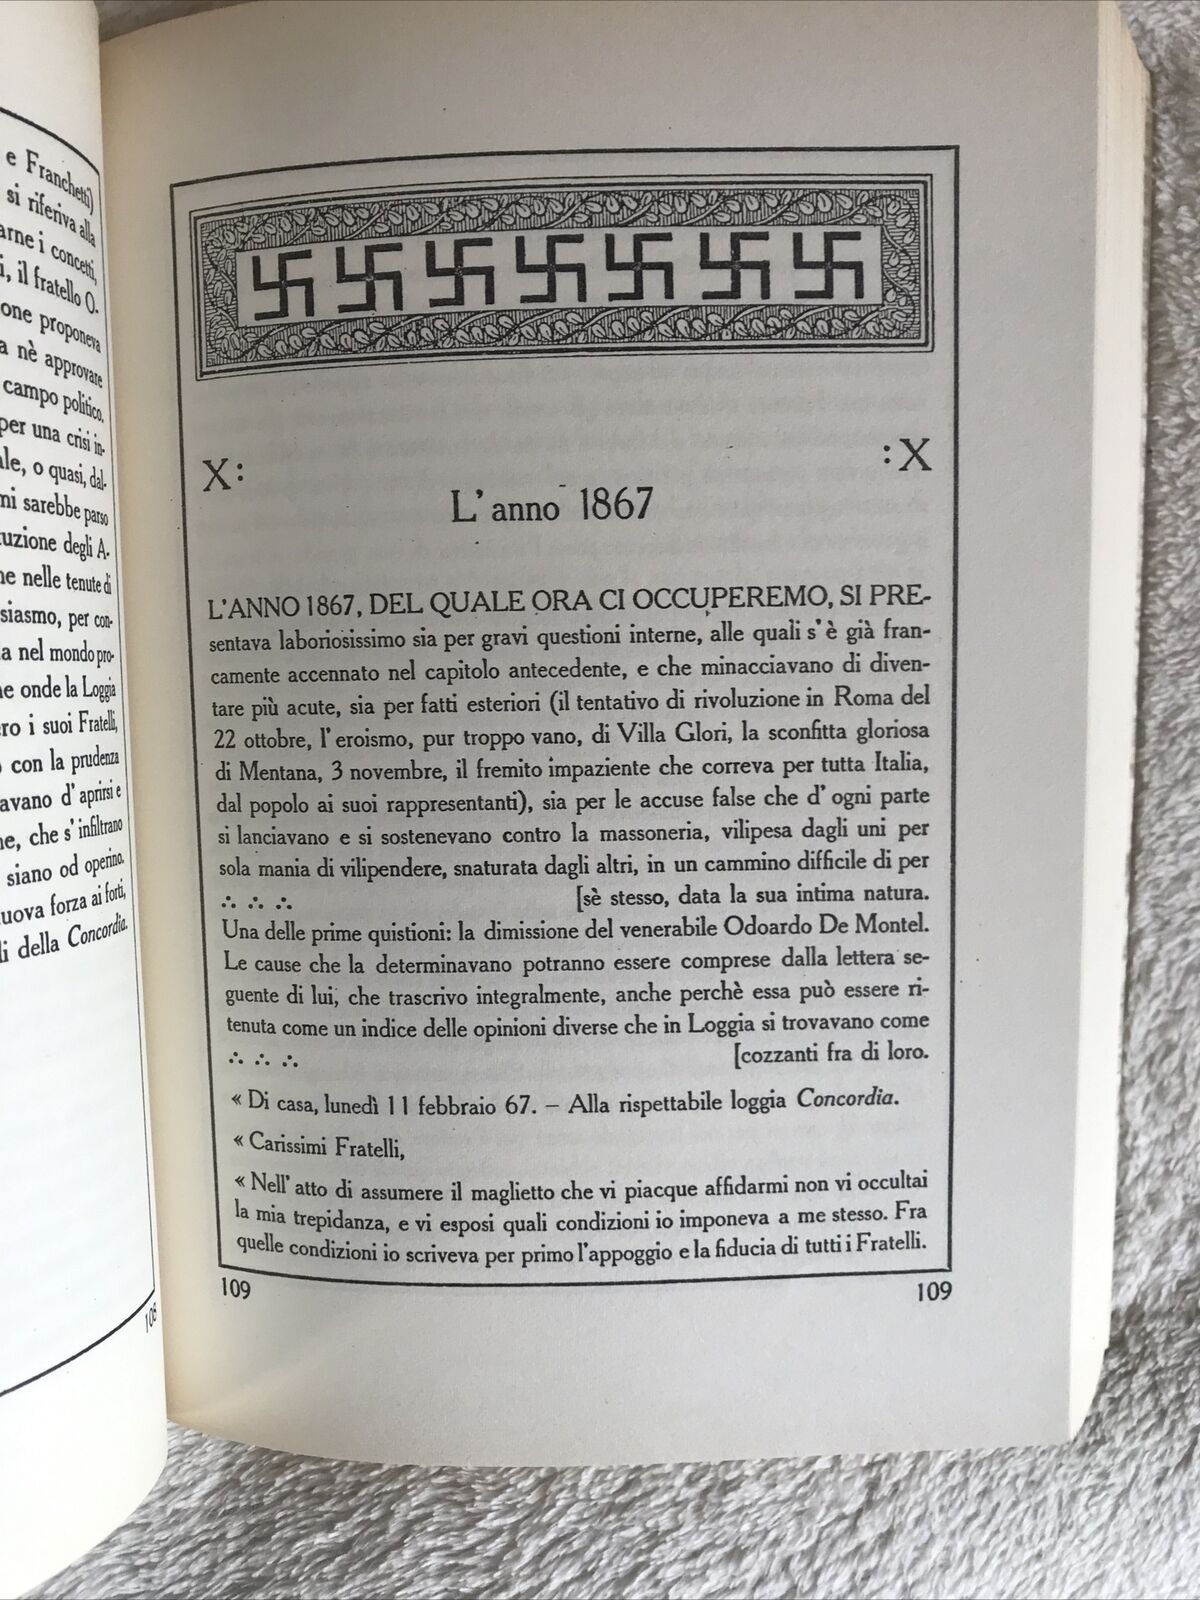 e Franchetti)
si riferiva alla
arne i concetti,
i, il fratello O.
one proponeva
a nè approvare
campo politico.
per una crisi in-
ale, o quasi, dal-
mi sarebbe parso
tuzione degli A-
ne nelle tenute di
siasmo, per con-
a nel mondo pro-
ne onde la Loggia
ero i suoi Fratelli,
o con la prudenza
avano d' aprirsi e
ne, che s' infiltrano
siano od operino.
uova forza ai forti,
li della Concordia.
108
X: :X
L' anno 1867
L'ANNO 1867, DEL QUALE ORA CI OCCUPEREMO, SI PRE-
sentava laboriosissimo sia per gravi questioni interne, alle quali s' è già fran-
camente accennato nel capitolo antecedente, e che minacciavano di diven-
tare più acute, sia per fatti esteriori (il tentativo di rivoluzione in Roma del
22 ottobre, l' eroismo, pur troppo vano, di Villa Glori, la sconfitta gloriosa
di Mentana, 3 novembre, il fremito impaziente che correva per tutta Italia,
dal popolo ai suoi rappresentanti), sia per le accuse false che d' ogni parte
si lanciavano e si sostenevano contro la massoneria, vilipesa dagli uni per
sola mania di vilipendere, snaturata dagli altri, in un cammino difficile di per
∴ ∴ ∴ [sè stesso, data la sua intima natura.
Una delle prime quistioni: la dimissione del venerabile Odoardo De Montel.
Le cause che la determinavano potranno essere comprese dalla lettera se-
guente di lui, che trascrivo integralmente, anche perchè essa può essere ri-
tenuta come un indice delle opinioni diverse che in Loggia si trovavano come
∴ ∴ ∴ [cozzanti fra di loro.
« Di casa, lunedì 11 febbraio 67. – Alla rispettabile loggia Concordia.
« Carissimi Fratelli,
« Nell' atto di assumere il maglietto che vi piacque affidarmi non vi occultai
la mia trepidanza, e vi esposi quali condizioni io imponeva a me stesso. Fra
quelle condizioni io scriveva per primo l'appoggio e la fiducia di tutti i Fratelli.
109 109